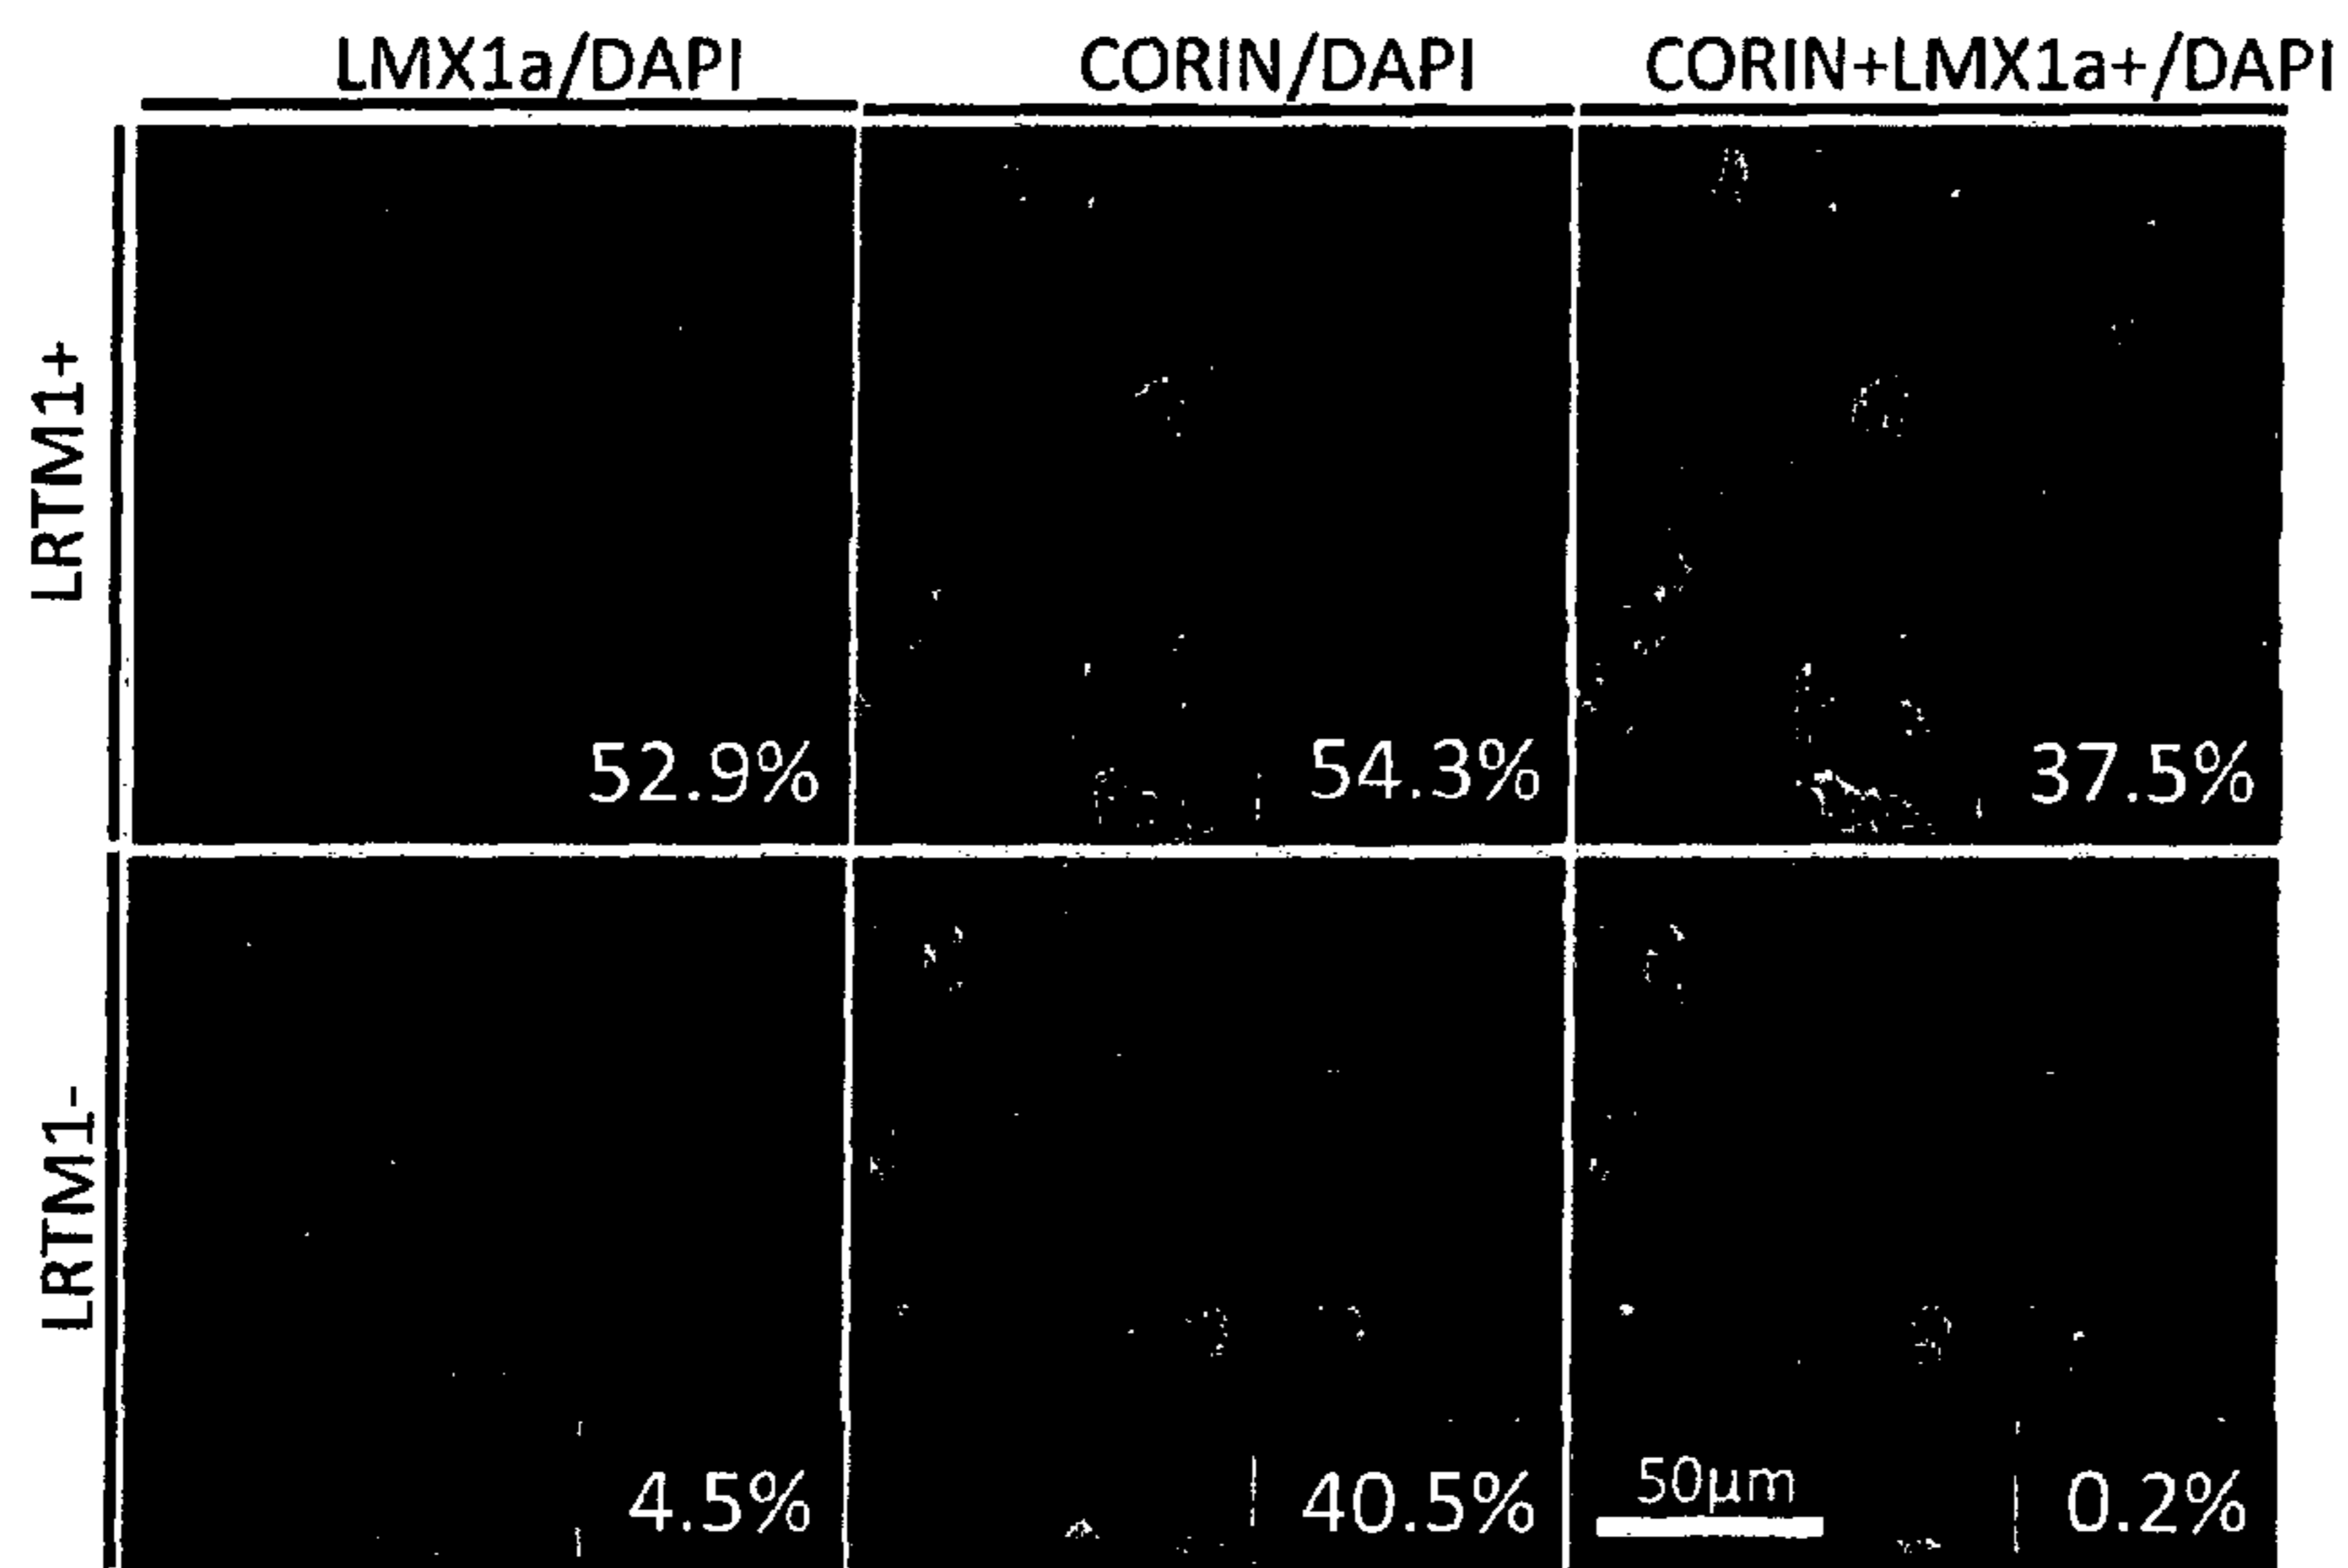 LMX1a/DAPI CORIN/DAPI CORIN+LMX1a+/DAPI
LRTM1+
52.9% 54.3% 37.5%
LRTM1-
50µm
4.5% 40.5% 0.2%